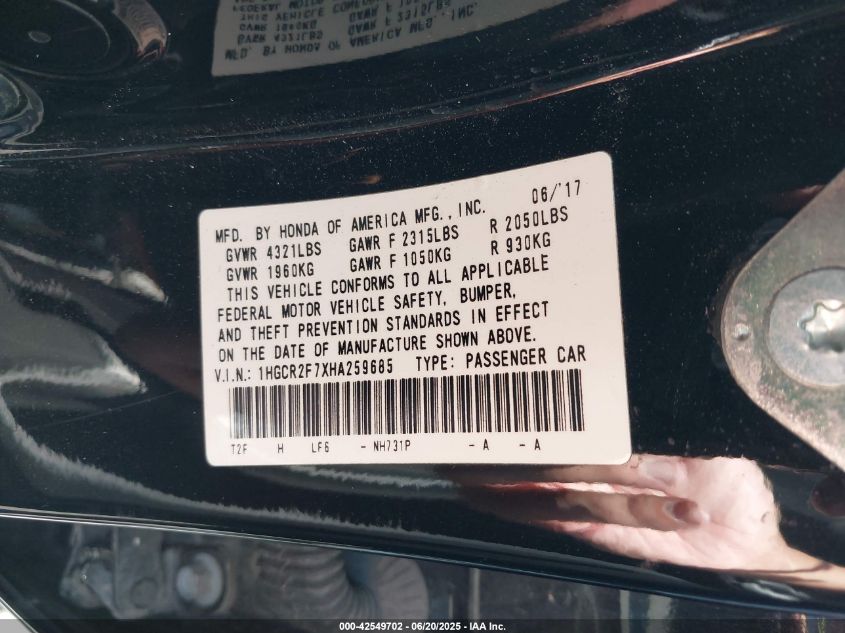 06/'17
MFD. BY HONDA OF AMERICA MFG., INC.
GVWR 4321LBS GAWR F 2315LBS R 2050LBS
GVWR 1960KG GAWR F 1050KG R 930KG
THIS VEHICLE CONFORMS TO ALL APPLICABLE
FEDERAL MOTOR VEHICLE SAFETY, BUMPER,
AND THEFT PREVENTION STANDARDS IN EFFECT
ON THE DATE OF MANUFACTURE SHOWN ABOVE.
V.I.N.: 1HGCR2F7XHA259685 TYPE: PASSENGER CAR
T2F H LF6 - NH731P - A - A
000-42549702 - 06/20/2025 - IAA Inc.